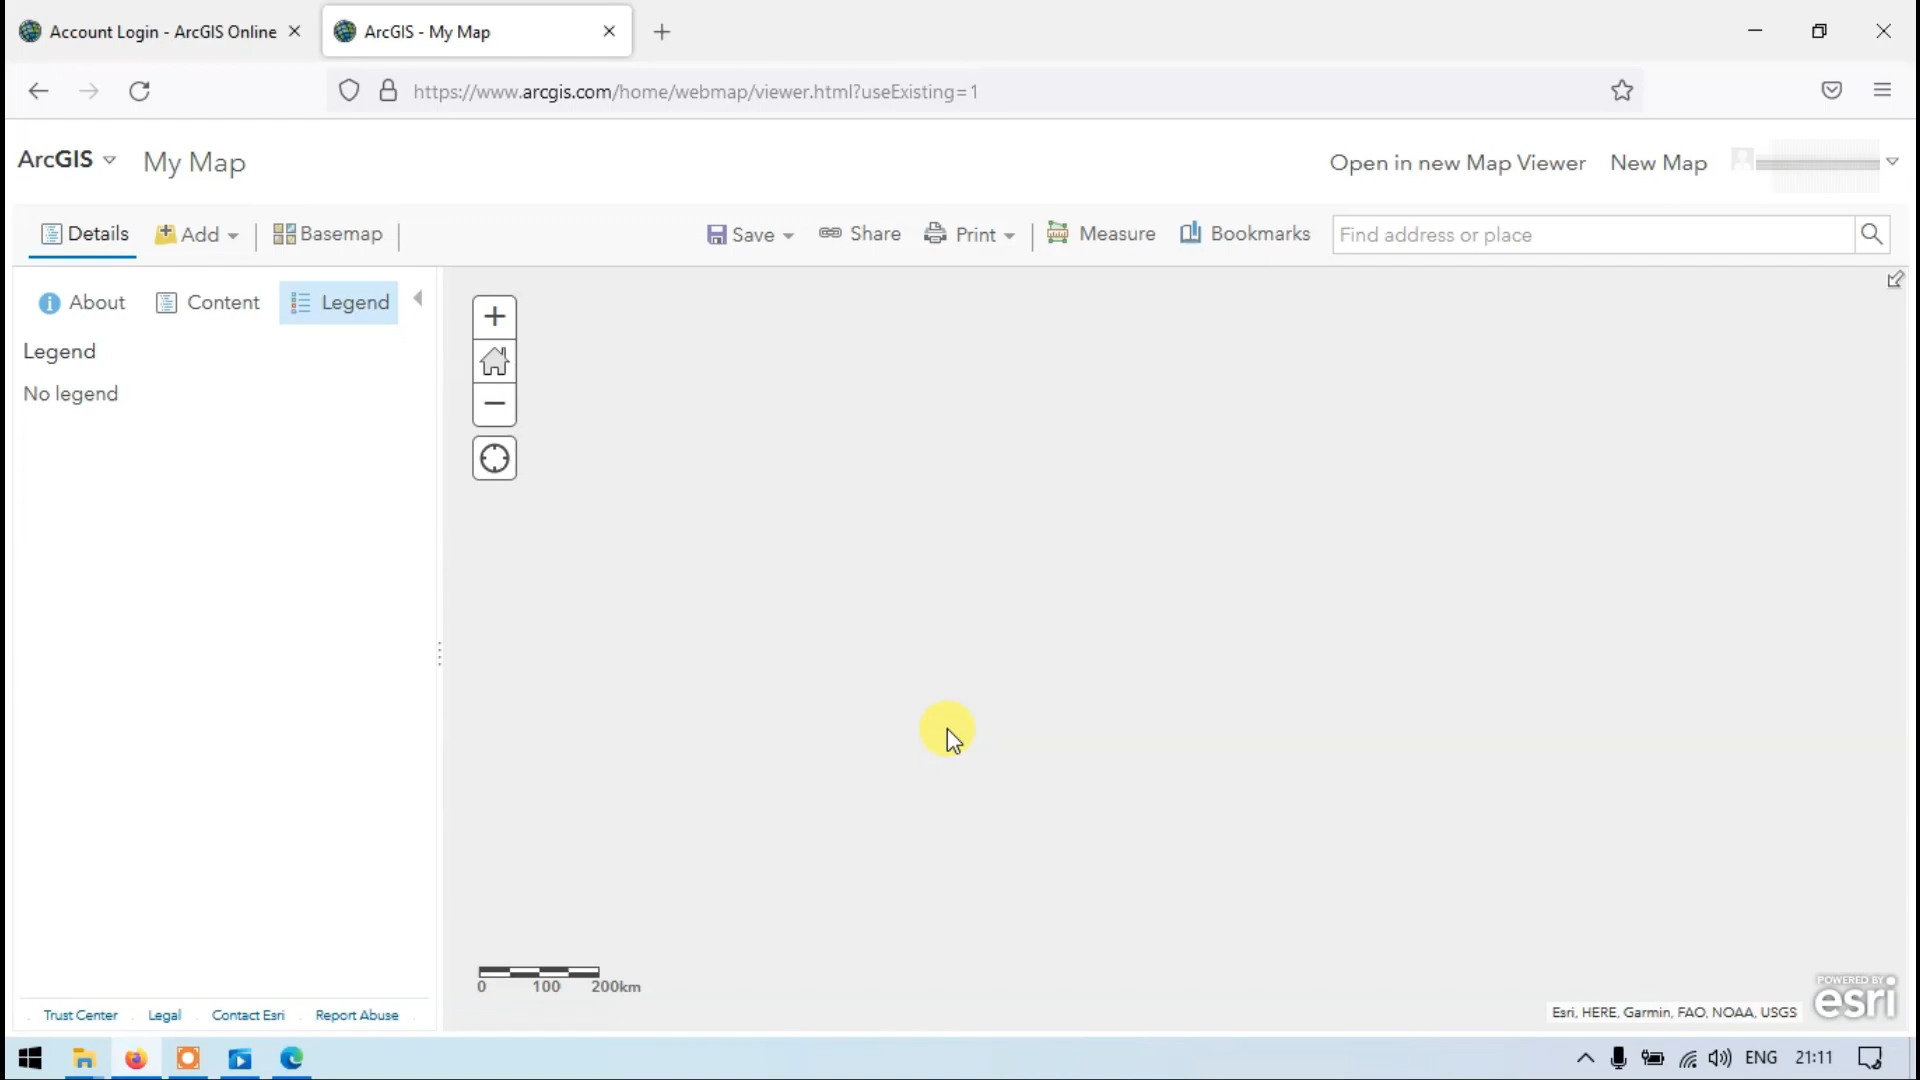 Account Login - ArcGIS Online
ArcGIS - My Map
https://www.arcgis.com/home/webmap/viewer.html?useExisting=1
ArcGIS My Map Open in new Map Viewer New Map
Details Add Basemap Save Share Print Measure Bookmarks Find address or place
About Content Legend
Legend
No legend
0 100 200km
POWERED BY
esri
Esri, HERE, Garmin, FAO, NOAA, USGS
Trust Center Legal Contact Esri Report Abuse
ENG 21:11